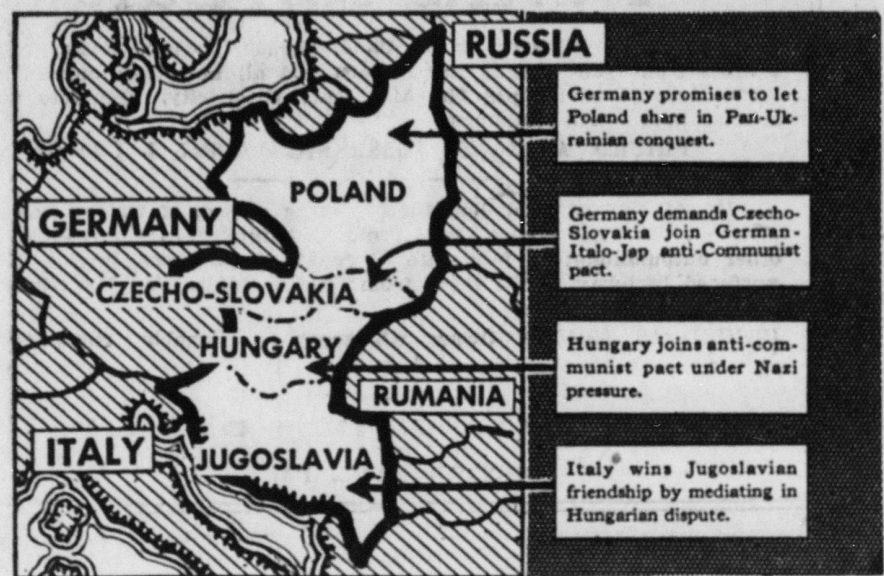 RUSSIA
Germany promises to let
Poland share in Pan-Uk-
rainian conquest.
POLAND
GERMANY
Germany demands Czecho-
Slovakia join German-
Italo-Jap anti-Communist
pact.
CZECHO-SLOVAKIA
HUNGARY
Hungary joins anti-com-
munist pact under Nazi
pressure.
RUMANIA
ITALY
JUGOSLAVIA
Italy wins Jugoslavian
friendship by mediating in
Hungarian dispute.